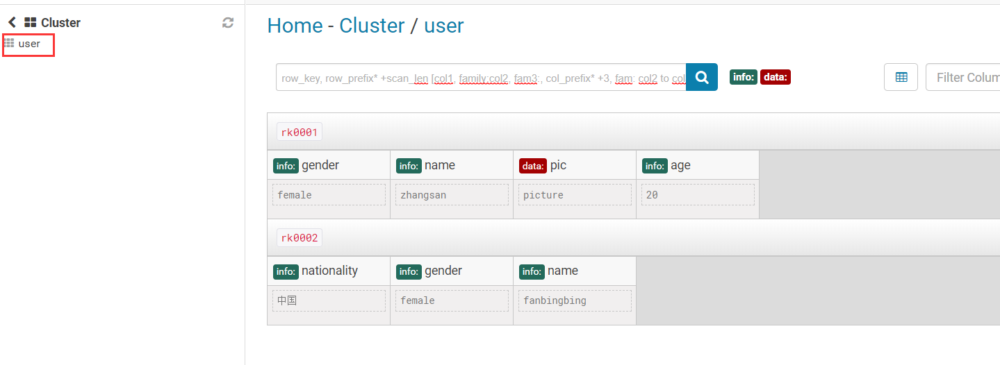 Cluster
user
Home - Cluster / user
row_key, row_prefix* +scan_len [col1, family:col2, fam3:, col_prefix* +3, fam: col2 to col
info: data:
Filter Colum
rk0001
info: gender info: name data: pic info: age
female zhangsan picture 20
rk0002
info: nationality info: gender info: name
中国 female fanbingbing